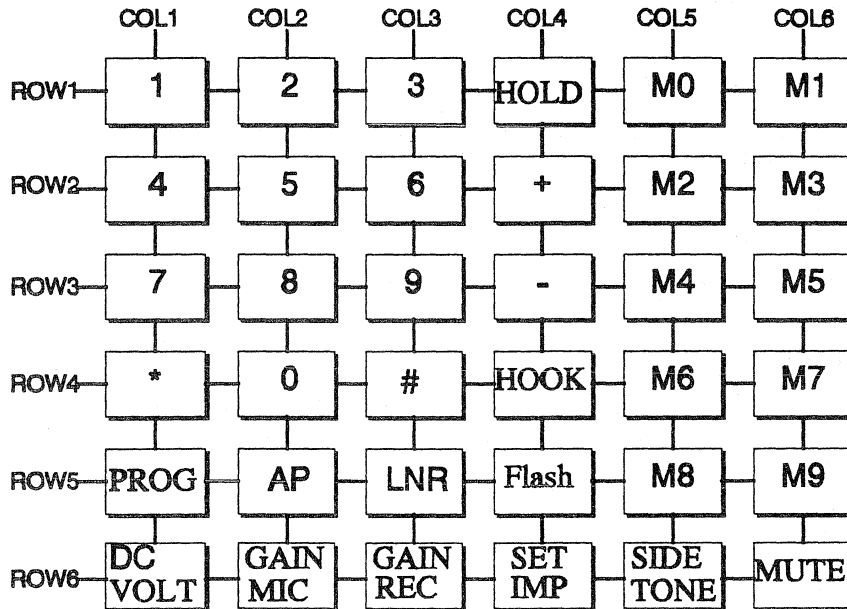 COL1 COL2 COL3 COL4 COL5 COL6
ROW1 1 2 3 HOLD M0 M1
ROW2 4 5 6 + M2 M3
ROW3 7 8 9 - M4 M5
ROW4 * 0 # HOOK M6 M7
ROW5 PROG AP LNR Flash M8 M9
ROW6 DC VOLT GAIN MIC GAIN REC SET IMP SIDE TONE MUTE